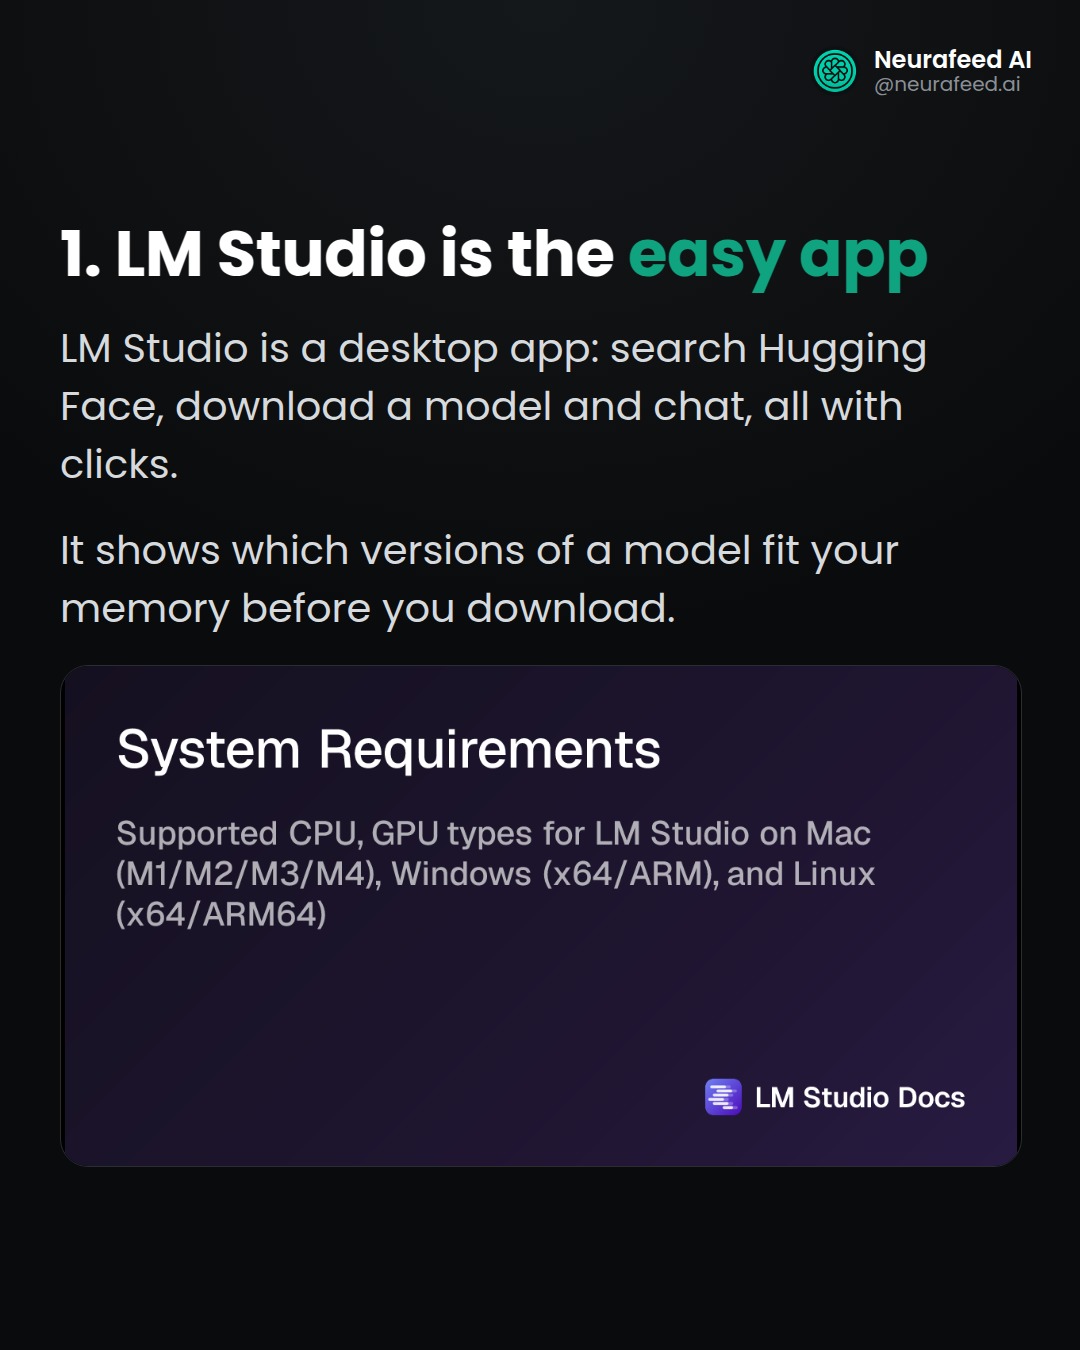 Neurafeed AI
@neurafeed.ai
1. LM Studio is the easy app
LM Studio is a desktop app: search Hugging
Face, download a model and chat, all with
clicks.
It shows which versions of a model fit your
memory before you download.
System Requirements
Supported CPU, GPU types for LM Studio on Mac
(M1/M2/M3/M4), Windows (x64/ARM), and Linux
(x64/ARM64)
LM Studio Docs